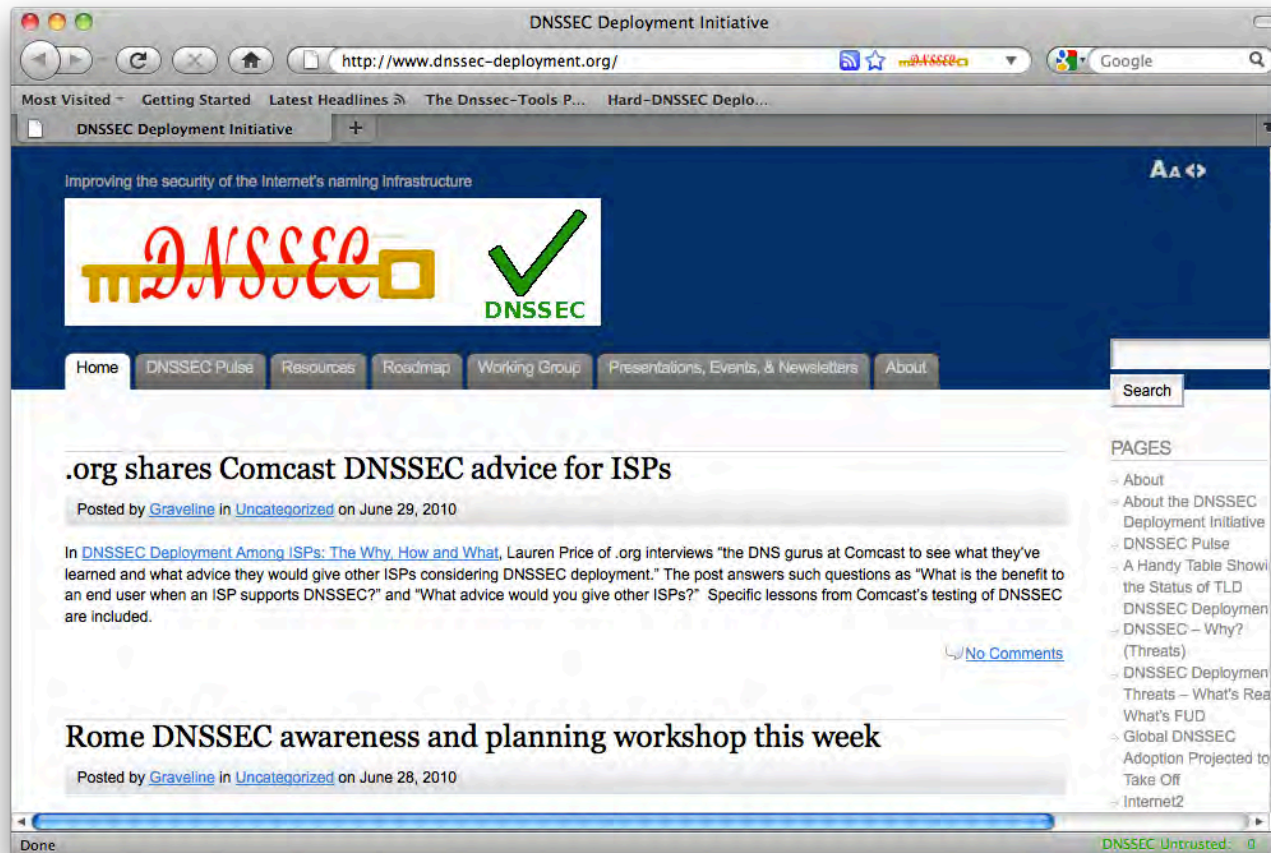 DNSSEC Deployment Initiative
http://www.dnssec-deployment.org/
DNSSEC
Google
Most Visited
Getting Started
Latest Headlines
The Dnssec-Tools P...
Hard-DNSSEC Deplo...
DNSSEC Deployment Initiative
+
Improving the security of the Internet's naming infrastructure
AA<>
DNSSEC
DNSSEC
Home
DNSSEC Pulse
Resources
Roadmap
Working Group
Presentations, Events, & Newsletters
About
Search
.org shares Comcast DNSSEC advice for ISPs
Posted by Graveline in Uncategorized on June 29, 2010
In DNSSEC Deployment Among ISPs: The Why, How and What, Lauren Price of .org interviews "the DNS gurus at Comcast to see what they've
learned and what advice they would give other ISPs considering DNSSEC deployment." The post answers such questions as "What is the benefit to
an end user when an ISP supports DNSSEC?" and "What advice would you give other ISPs?" Specific lessons from Comcast's testing of DNSSEC
are included.
No Comments
Rome DNSSEC awareness and planning workshop this week
Posted by Graveline in Uncategorized on June 28, 2010
PAGES
About
About the DNSSEC
Deployment Initiative
DNSSEC Pulse
A Handy Table Showi
the Status of TLD
DNSSEC Deploymen
DNSSEC – Why?
(Threats)
DNSSEC Deploymen
Threats – What's Rea
What's FUD
Global DNSSEC
Adoption Projected to
Take Off
Internet2
Done
DNSSEC Untrusted: 0